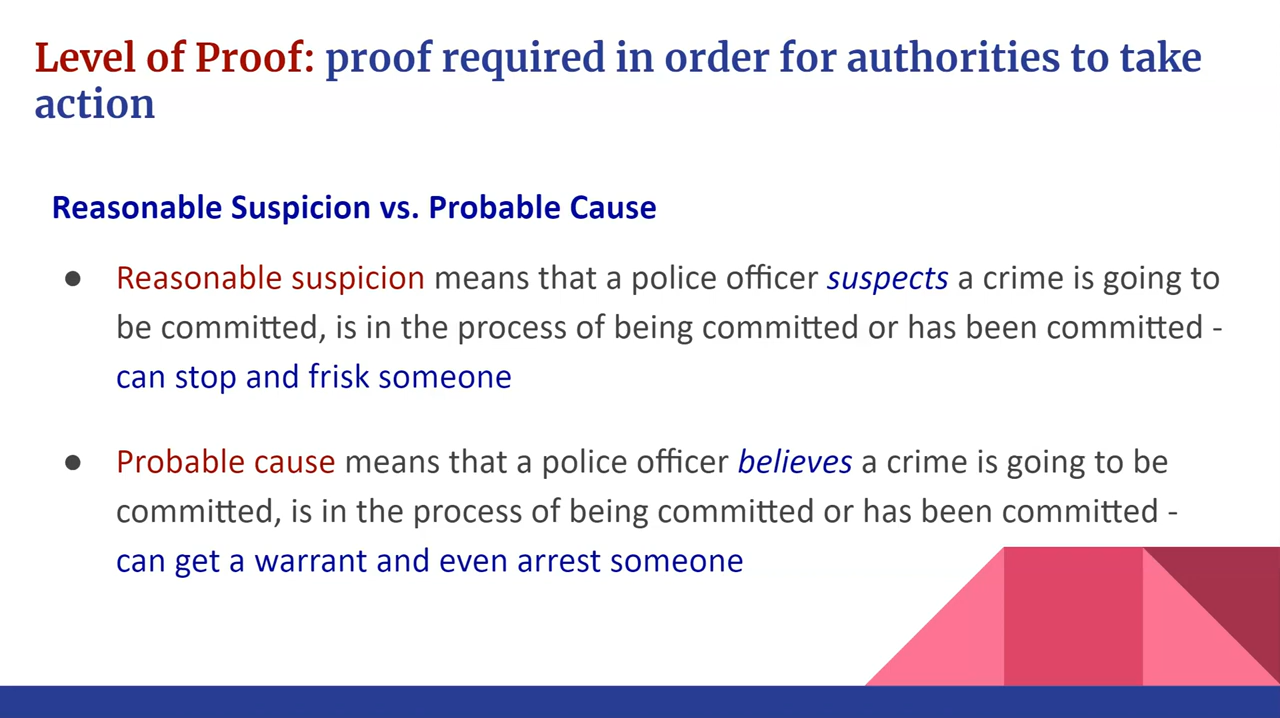 Level of Proof: proof required in order for authorities to take
action
Reasonable Suspicion vs. Probable Cause
● Reasonable suspicion means that a police officer suspects a crime is going to
be committed, is in the process of being committed or has been committed -
can stop and frisk someone
● Probable cause means that a police officer believes a crime is going to be
committed, is in the process of being committed or has been committed -
can get a warrant and even arrest someone